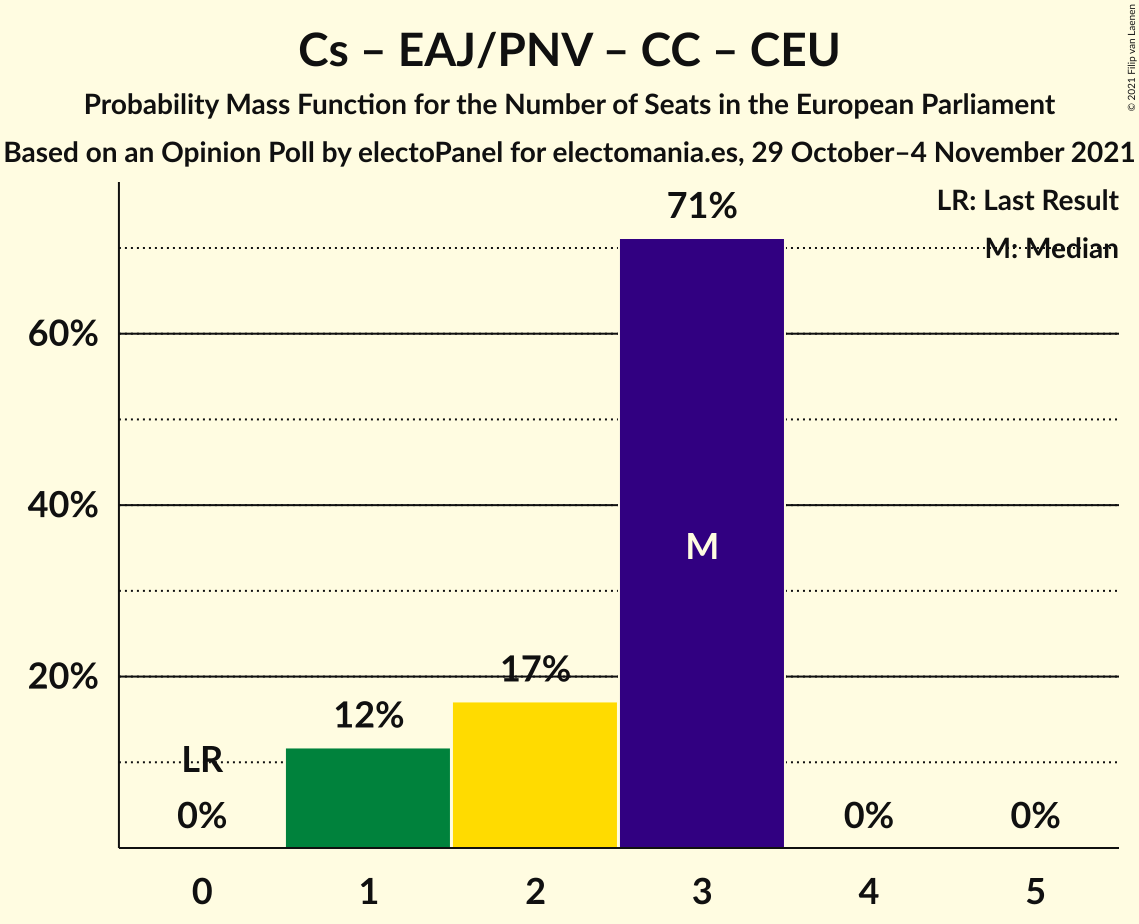 Cs – EAJ/PNV – CC – CEU
Probability Mass Function for the Number of Seats in the European Parliament
Based on an Opinion Poll by electoPanel for electomania.es, 29 October–4 November 2021
© 2021 Filip van Laenen
LR: Last Result
M: Median
71%
60%
40%
M
20%
17%
12%
LR
0%
0%
0%
0 1 2 3 4 5